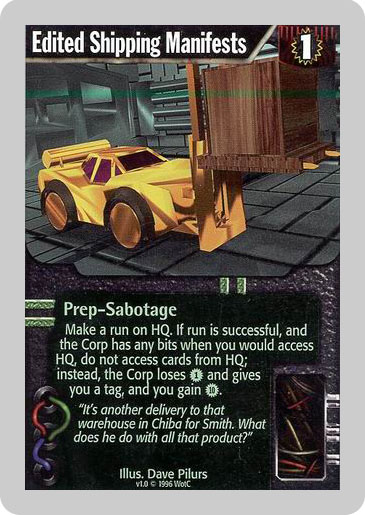 Edited Shipping Manifests
1
Prep-Sabotage
Make a run on HQ. If run is successful, and
the Corp has any bits when you would access
HQ, do not access cards from HQ;
instead, the Corp loses 1 and gives
you a tag, and you gain 10.
"It's another delivery to that
warehouse in Chiba for Smith. What
does he do with all that product?"
Illus. Dave Pilurs
v1.0 © 1996 WotC